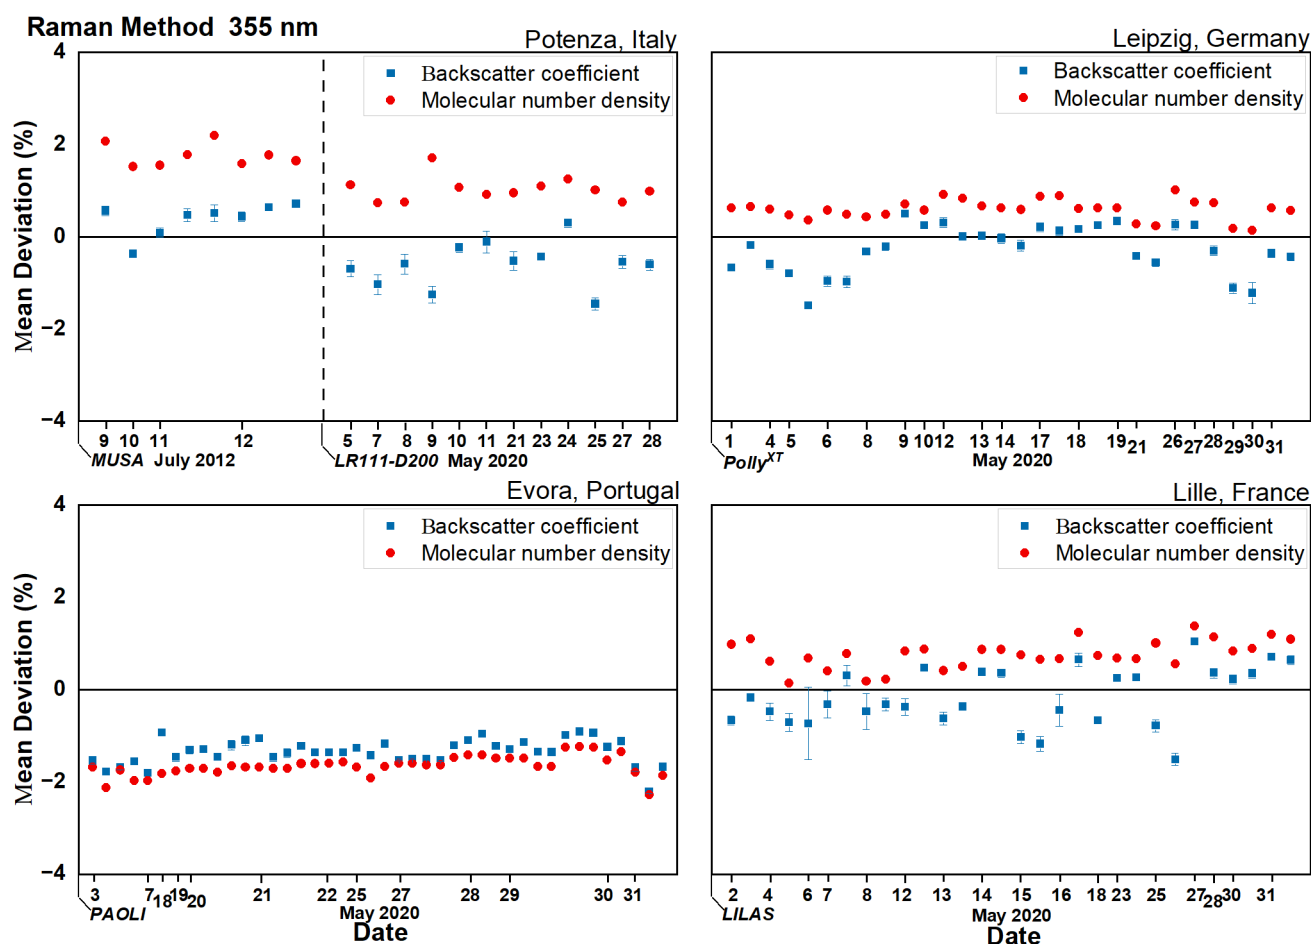 Raman Method 355 nm
Potenza, Italy
Leipzig, Germany
4
Backscatter coefficient
Molecular number density
Backscatter coefficient
Molecular number density
2
0
−2
−4
Mean Deviation (%)
9 10 11 12 5 7 8 9 10 11 21 23 24 25 27 28
MUSA July 2012 LR111-D200 May 2020
1 4 5 6 8 9 10 12 13 14 17 18 19 21 26 27 28 29 30 31
Polly^XT May 2020
Evora, Portugal
Lille, France
4
Backscatter coefficient
Molecular number density
Backscatter coefficient
Molecular number density
2
0
−2
−4
Mean Deviation (%)
3 7 18 19 20 21 22 25 27 28 29 30 31
PAOLI May 2020
Date
2 4 6 7 8 12 13 14 15 16 18 23 25 27 28 30 31
LILAS May 2020
Date